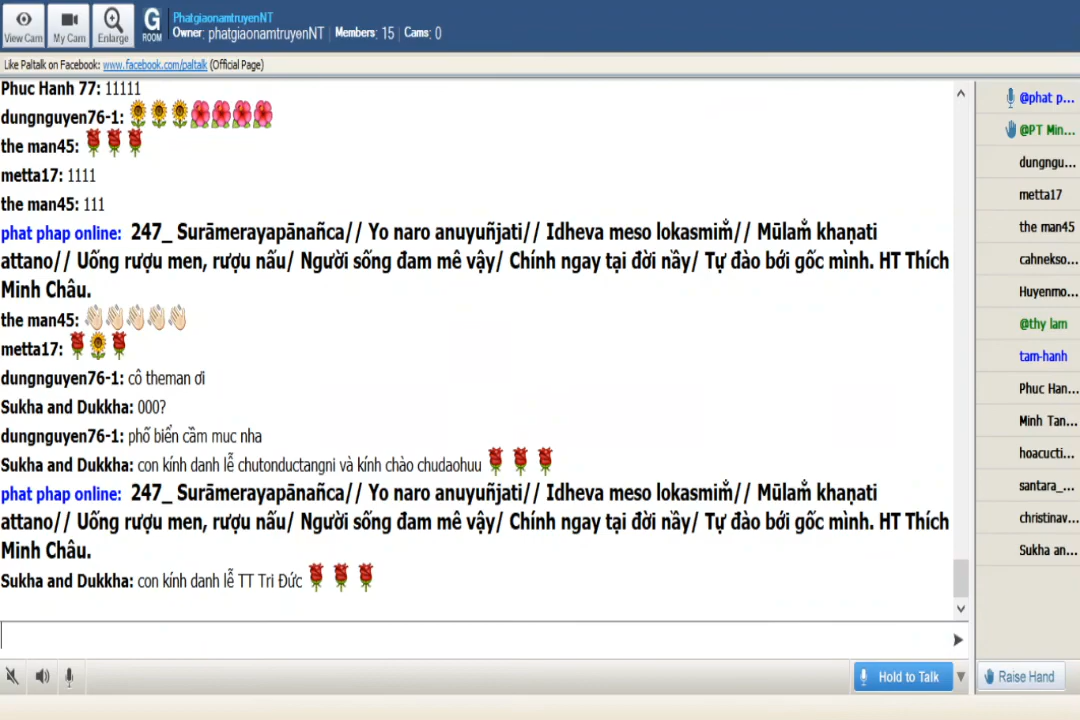 PhatgiaonamtruyenNT
View Cam
My Cam
Enlarge
G
ROOM
Owner: phatgiaonamtruyenNT | Members: 15 | Cams: 0
Like Paltalk on Facebook: www.facebook.com/paltalk (Official Page)
Phuc Hanh 77: 11111
dungnguyen76-1:
the man45:
metta17: 1111
the man45: 111
phat phap online: 247_ Surāmerayapānañca// Yo naro anuyuñjati// Idheva meso lokasmiṁ// Mūlaṁ khaṇati
attano// Uống rượu men, rượu nấu/ Người sống đam mê vậy/ Chính ngay tại đời nầy/ Tự đào bới gốc mình. HT Thích
Minh Châu.
the man45:
metta17:
dungnguyen76-1: cô theman ơi
Sukha and Dukkha: 000?
dungnguyen76-1: phổ biển cầm muc nha
Sukha and Dukkha: con kính danh lễ chutonductangni và kính chào chudaohuu
phat phap online: 247_ Surāmerayapānañca// Yo naro anuyuñjati// Idheva meso lokasmiṁ// Mūlaṁ khaṇati
attano// Uống rượu men, rượu nấu/ Người sống đam mê vậy/ Chính ngay tại đời nầy/ Tự đào bới gốc mình. HT Thích
Minh Châu.
Sukha and Dukkha: con kính danh lễ TT Tri Đức
@phat p...
@PT Min...
dungngu...
metta17
the man45
cahnekso...
Huyenmo...
@thy lam
tam-hanh
Phuc Han...
Minh Tan...
hoacucti...
santara_...
christinav...
Sukha an...
Hold to Talk
Raise Hand